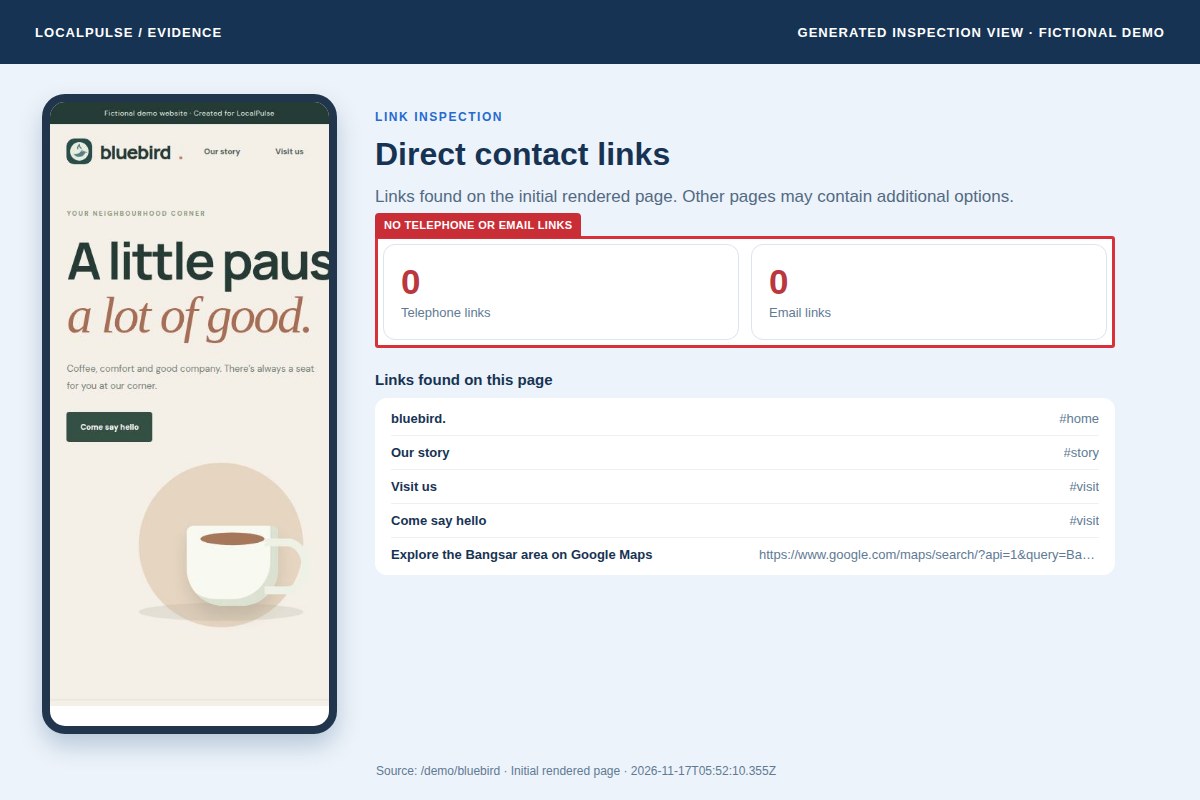 LOCALPULSE / EVIDENCE
GENERATED INSPECTION VIEW · FICTIONAL DEMO
Fictional demo website · Created for LocalPulse
bluebird.
Our story
Visit us
YOUR NEIGHBOURHOOD CORNER
A little paus
a lot of good.
Coffee, comfort and good company. There's always a seat
for you at our corner.
Come say hello
LINK INSPECTION
Direct contact links
Links found on the initial rendered page. Other pages may contain additional options.
NO TELEPHONE OR EMAIL LINKS
0
Telephone links
0
Email links
Links found on this page
bluebird. #home
Our story #story
Visit us #visit
Come say hello #visit
Explore the Bangsar area on Google Maps https://www.google.com/maps/search/?api=1&query=Ba…
Source: /demo/bluebird · Initial rendered page · 2026-11-17T05:52:10.355Z